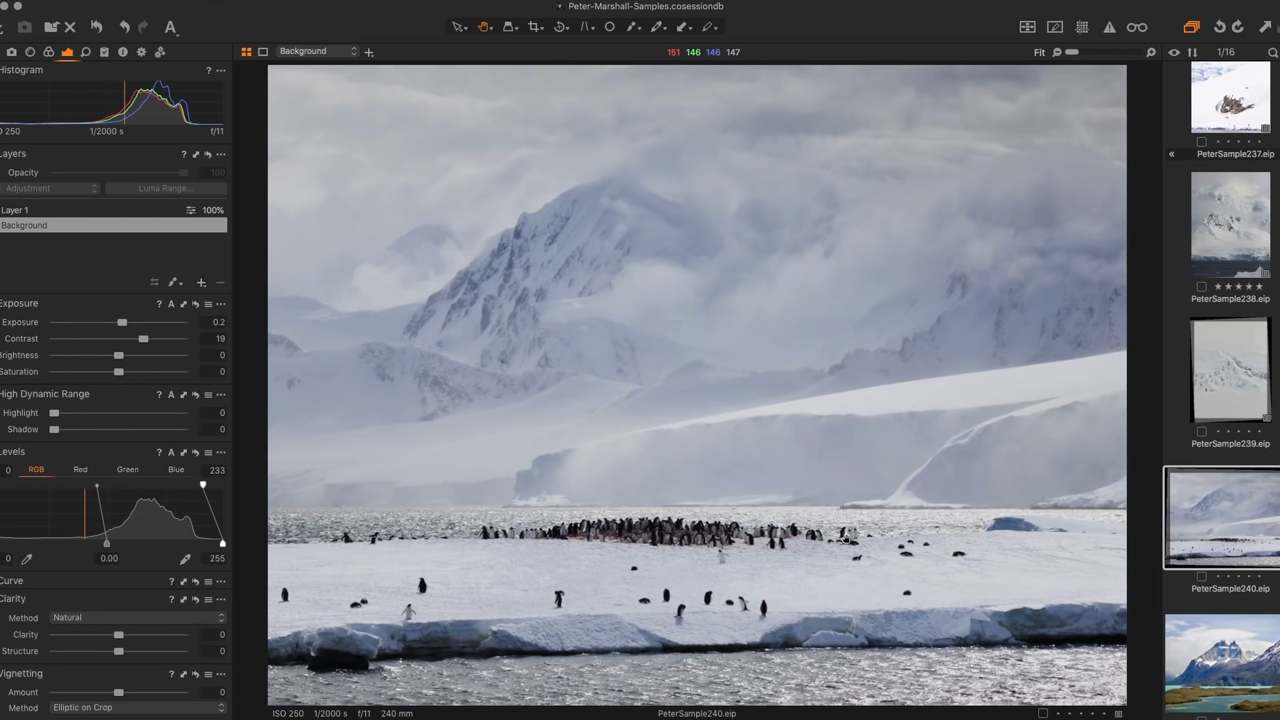 Peter-Marshall-Samples.cosessiondb
Background
151 146 146 147
Fit
1/16
Histogram
O 250 1/2000 s f/11
Layers
Opacity 100
Adjustment Luma Range...
Layer 1 100%
Background
Exposure
Exposure 0.2
Contrast 19
Brightness 0
Saturation 0
High Dynamic Range
Highlight 0
Shadow 0
Levels
0 RGB Red Green Blue 233
0 0.00 255
Curve
Clarity
Method Natural
Clarity 0
Structure 0
Vignetting
Amount 0
Method Elliptic on Crop
ISO 250 1/2000 s f/11 240 mm
PeterSample240.eip
PeterSample237.eip
PeterSample238.eip
PeterSample239.eip
PeterSample240.eip